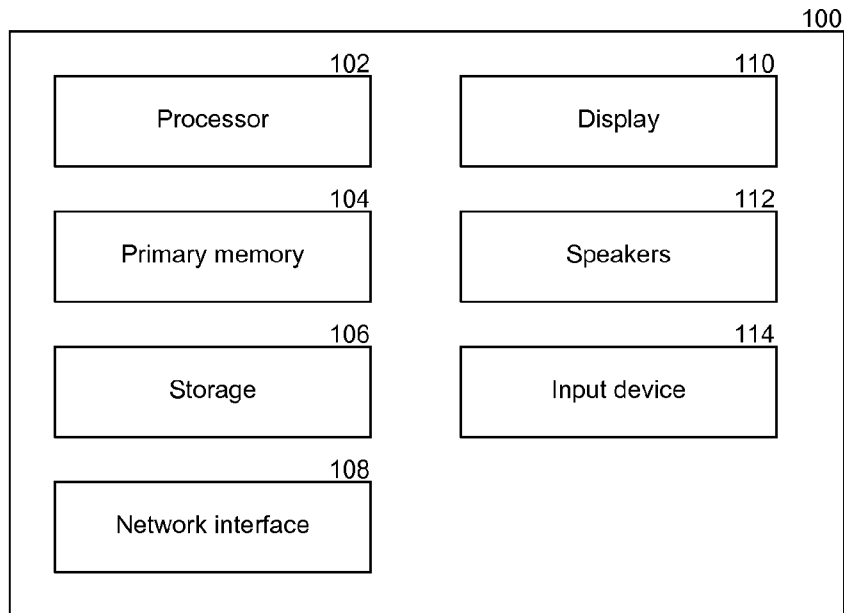 100
102
Processor
104
Primary memory
106
Storage
108
Network interface
110
Display
112
Speakers
114
Input device